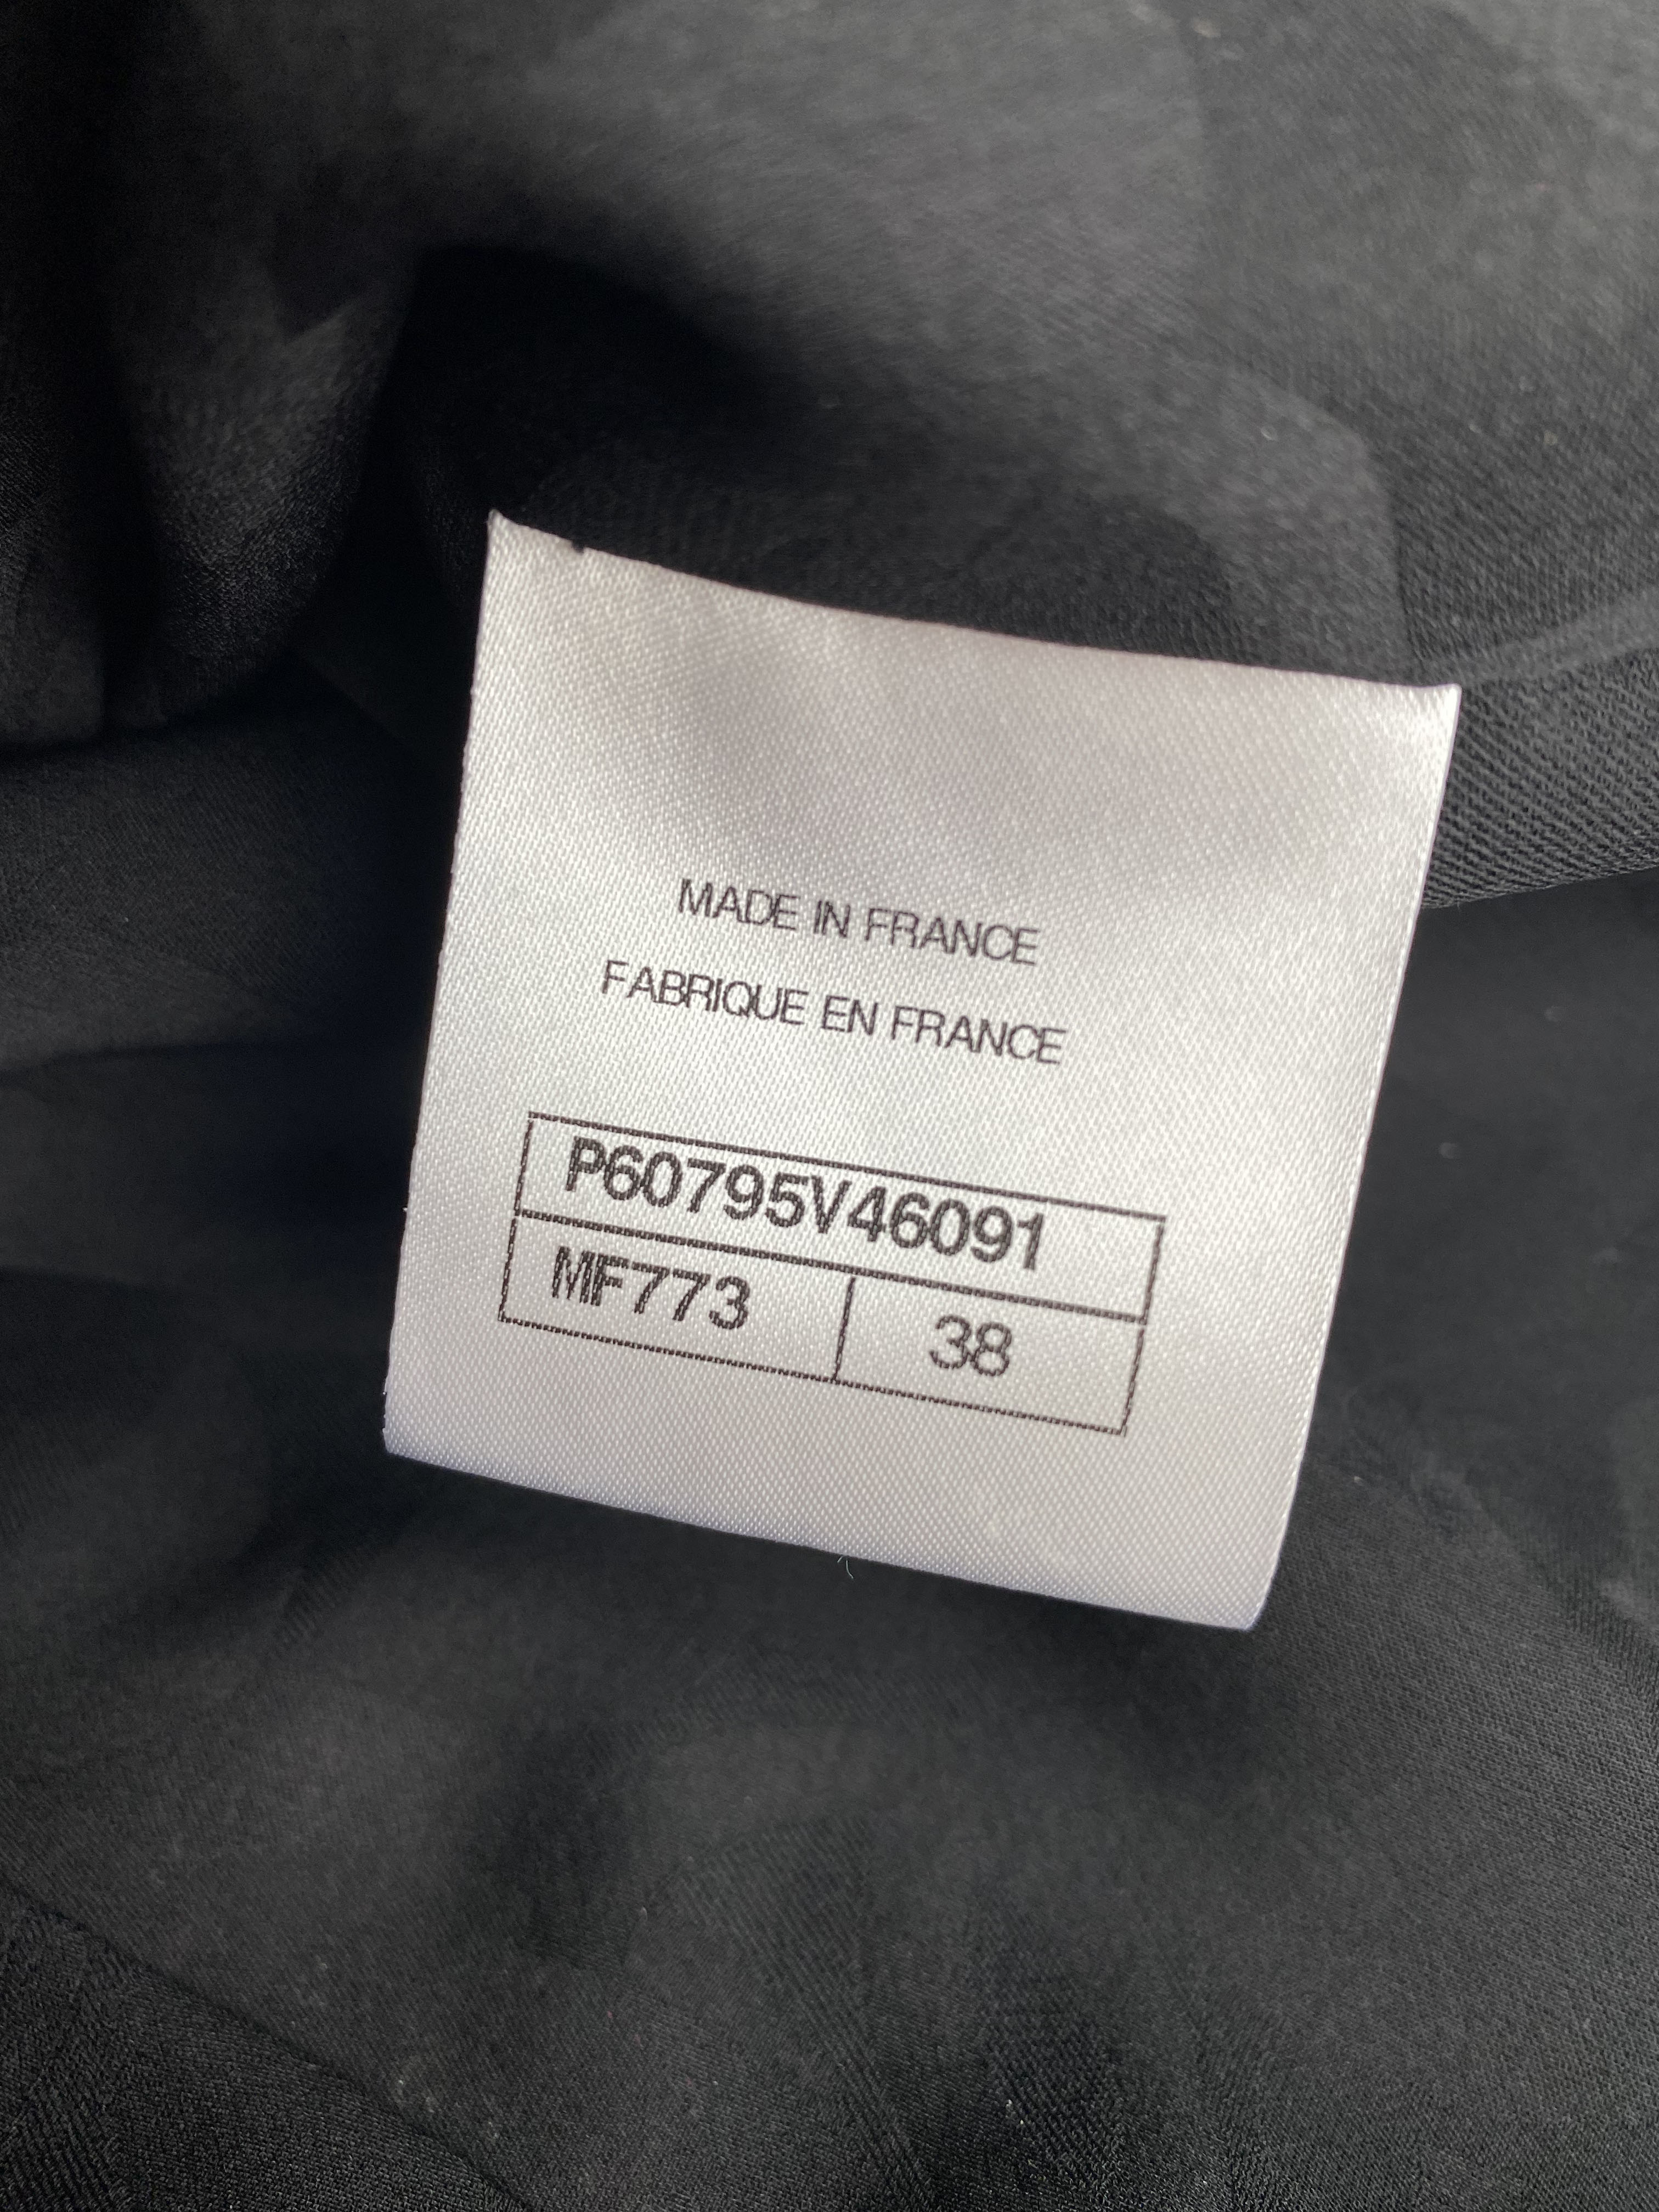 MADE IN FRANCE
FABRIQUE EN FRANCE
P60795V46091
MF773 38